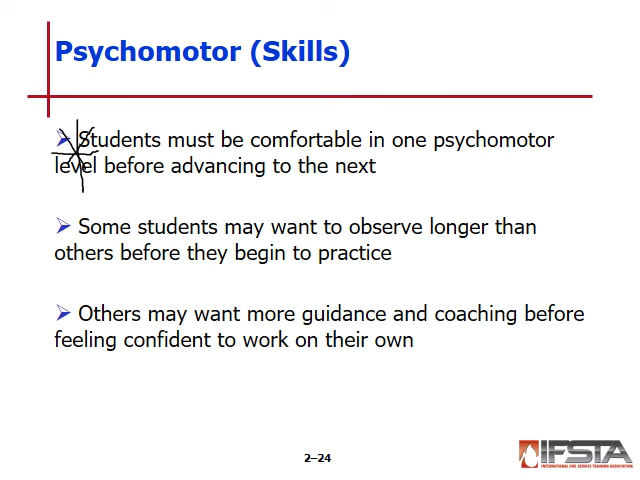 Psychomotor (Skills)
Students must be comfortable in one psychomotor
level before advancing to the next
Some students may want to observe longer than
others before they begin to practice
Others may want more guidance and coaching before
feeling confident to work on their own
2–24
IFSTA
INTERNATIONAL FIRE SERVICE TRAINING ASSOCIATION